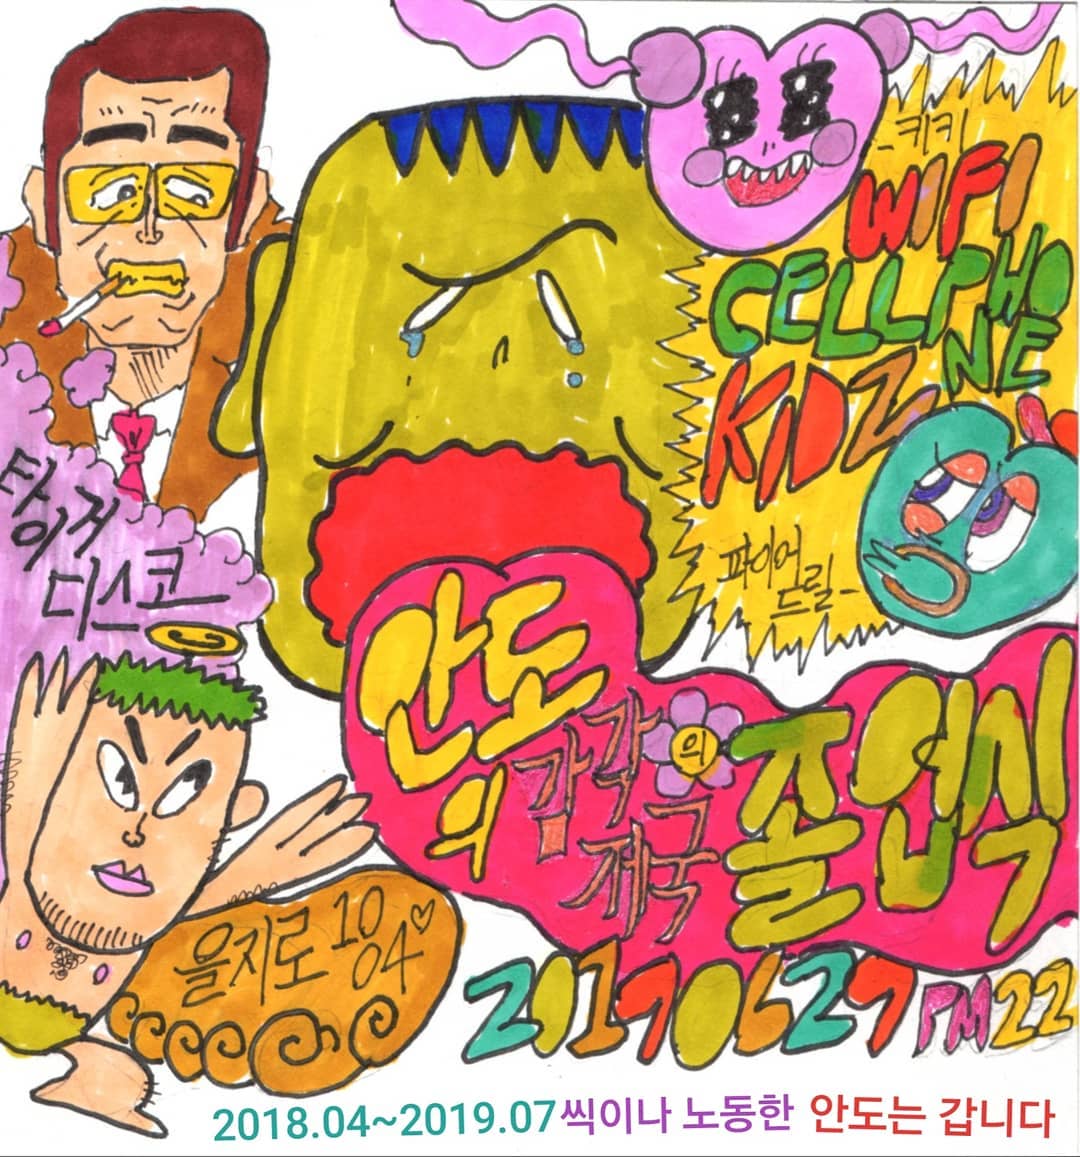 키키
WIFI
CELLPHO
NE
KIDZ
파이어
드릴
타이거
디스코
안도
의
감각
의
제국
졸업식
을지로 10
04♡
20170627 PM22
2018.04~2019.07씩이나 노동한 안도는 갑니다